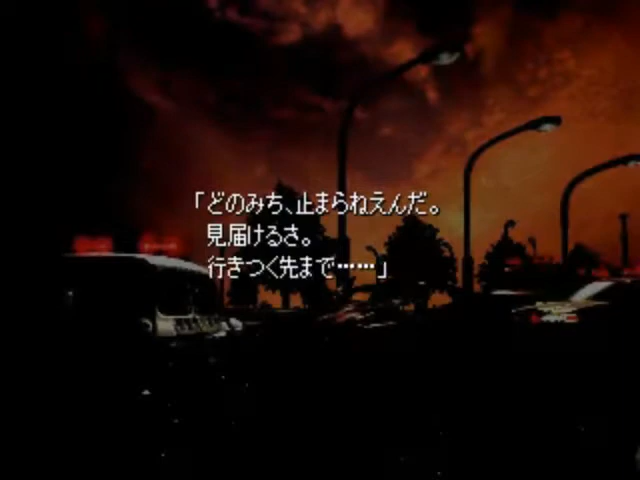 「どのみち、止まらねえんだ。
見届けるさ。
行きつく先まで……」